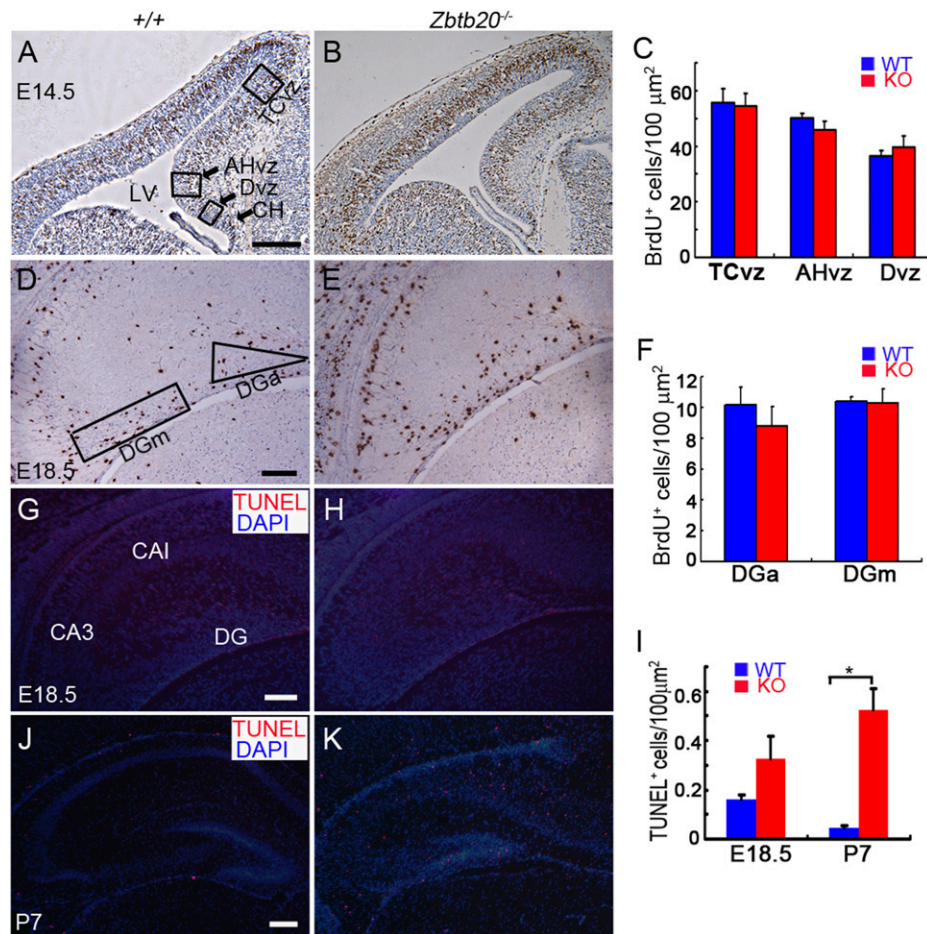 +/+
Zbtb20-/-
A
E14.5
TCvz
AHvz
Dvz
LV
CH
B
C
WT
KO
BrdU+ cells/100 μm2
60
40
20
0
TCvz AHvz Dvz
D
DGa
DGm
E18.5
E
F
WT
KO
BrdU+ cells/100 μm2
12
10
8
6
4
2
0
DGa DGm
G
TUNEL
DAPI
CAI
CA3
DG
E18.5
H
I
WT
KO
*
TUNEL+ cells/100μm2
0.6
0.4
0.2
0
E18.5 P7
J
TUNEL
DAPI
P7
K